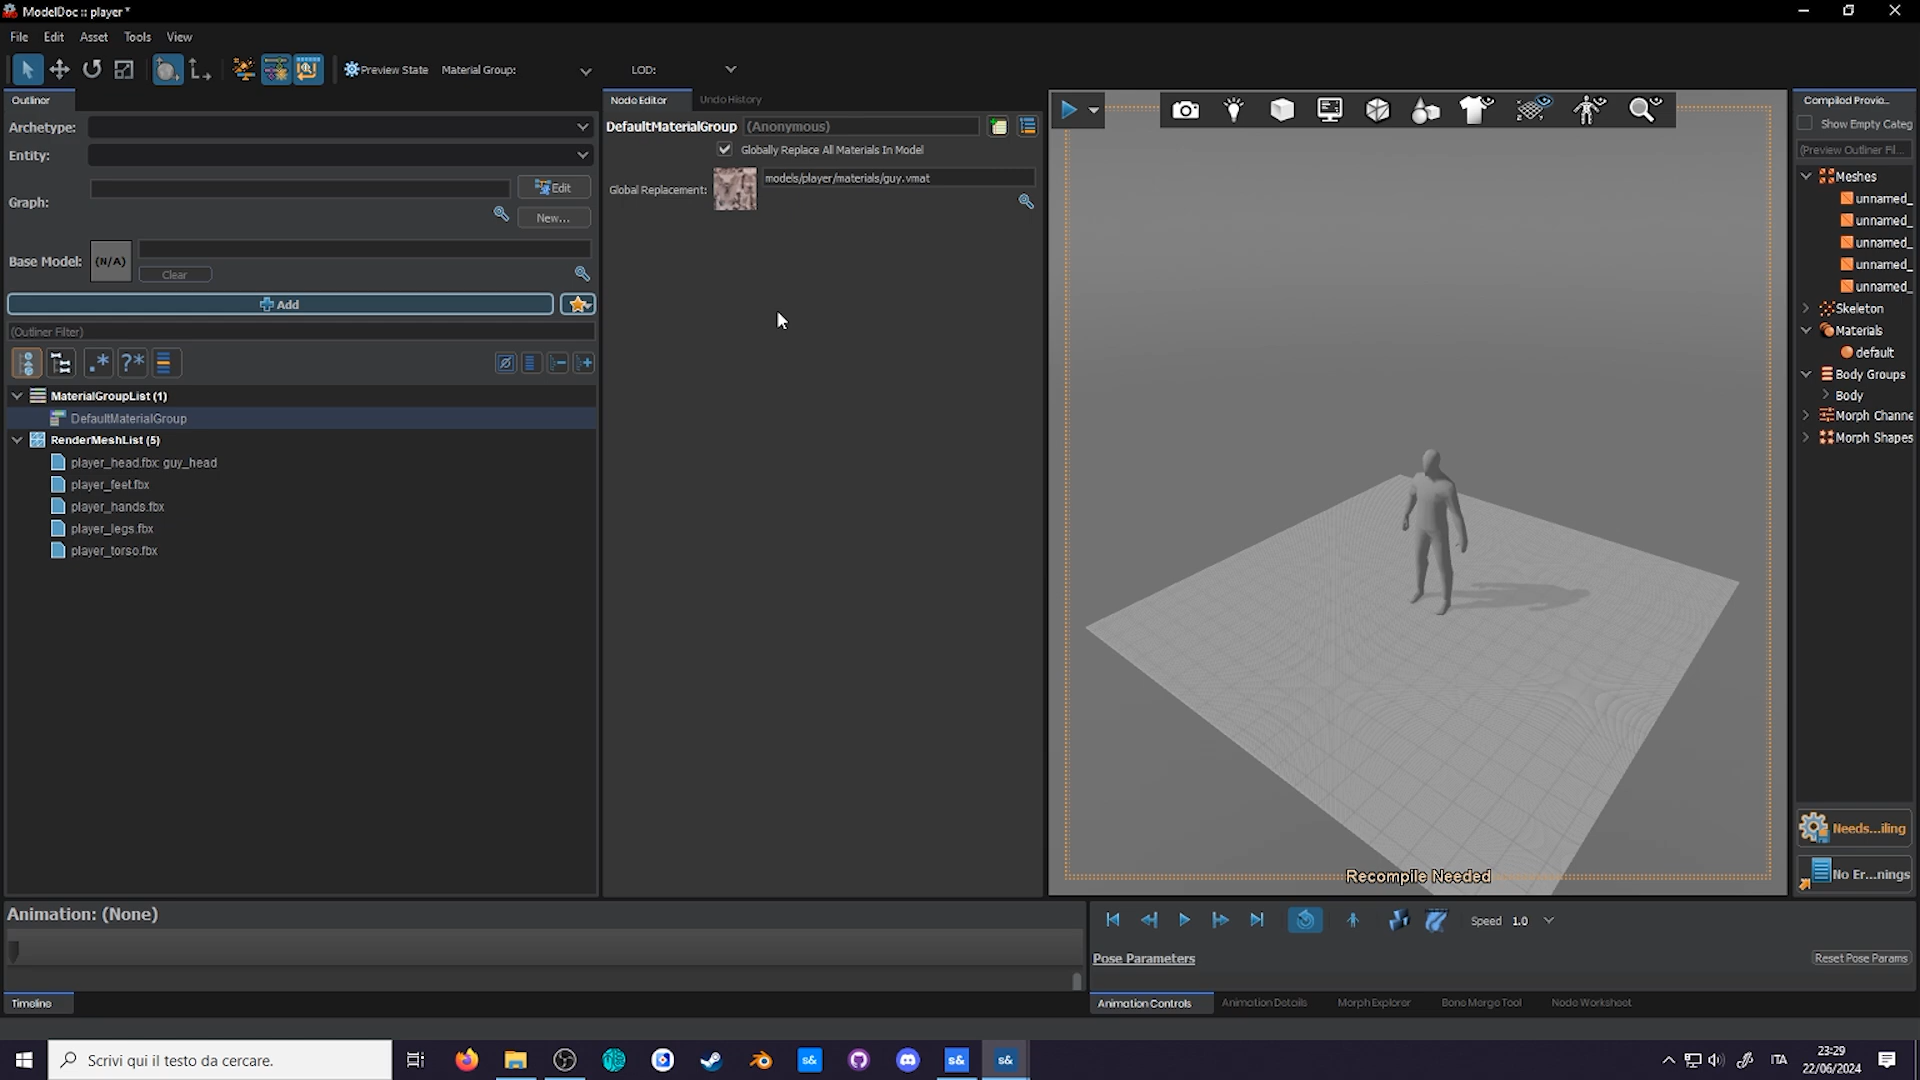 ModelDoc :: player*
File Edit Asset Tools View
Preview State Material Group: LOD:
Outliner
Archetype:
Entity:
Graph:
Edit
New...
Base Model:
(N/A)
Clear
Add
(Outliner Filter)
MaterialGroupList (1)
DefaultMaterialGroup
RenderMeshList (5)
player_head.fbx: guy_head
player_feet.fbx
player_hands.fbx
player_legs.fbx
player_torso.fbx
Node Editor Undo History
DefaultMaterialGroup (Anonymous)
Globally Replace All Materials In Model
Global Replacement: models/player/materials/guy.vmat
Recompile Needed
Compiled Previe...
Show Empty Categ
(Preview Outliner Fil...
Meshes
unnamed_
unnamed_
unnamed_
unnamed_
unnamed_
Skeleton
Materials
default
Body Groups
Body
Morph Channe
Morph Shapes
Needs...iling
No Er...nings
Animation: (None)
Timeline
Speed 1.0
Pose Parameters
Reset Pose Params
Animation Controls Animation Details Morph Explorer Bone Merge Tool Node Worksheet
Scrivi qui il testo da cercare.
s& s& s&
ITA
23:29
22/06/2024